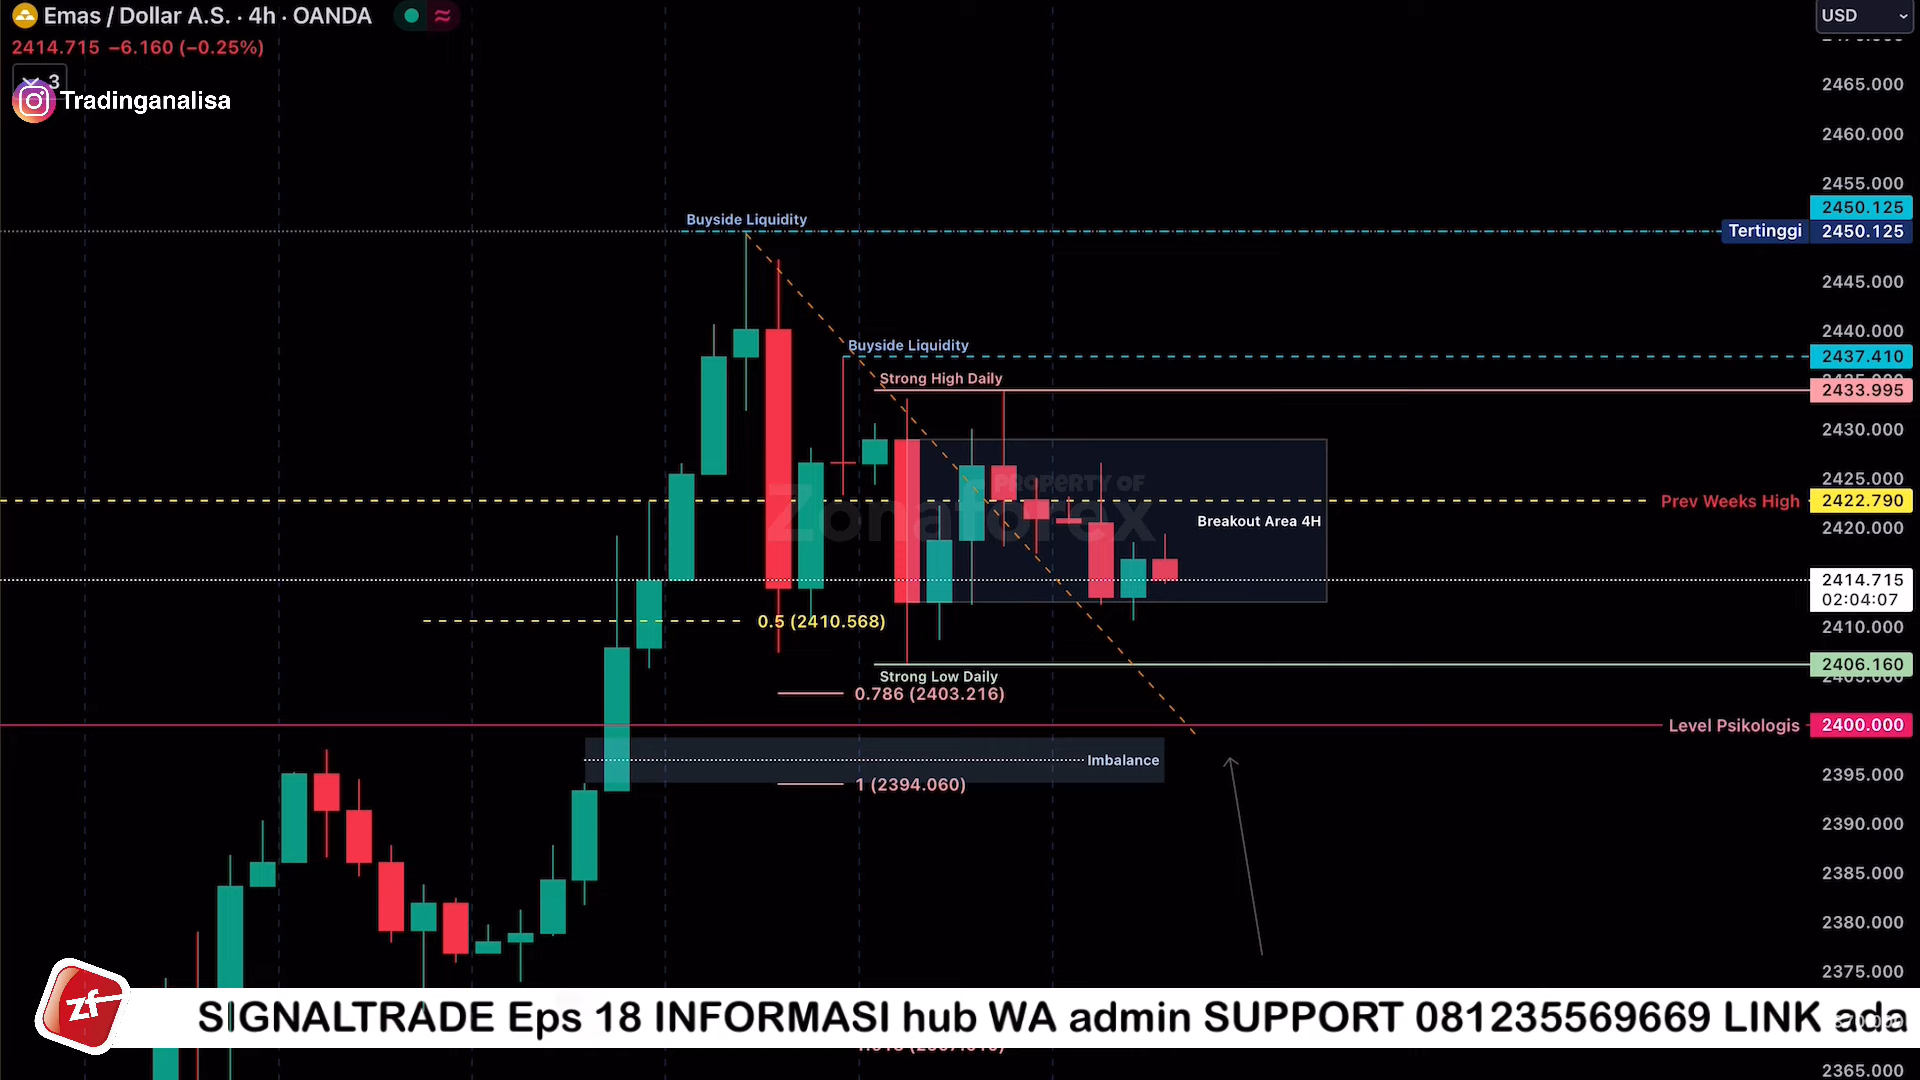 Emas / Dollar A.S. · 4h · OANDA
USD
2414.715 −6.160 (−0.25%)
3
Tradinganalisa
2465.000
2460.000
2455.000
2450.125
Buyside Liquidity
Tertinggi 2450.125
2445.000
2440.000
Buyside Liquidity
2437.410
Strong High Daily
2433.995
2430.000
2425.000
PROPERTY OF
Zonaforex
Prev Weeks High 2422.790
Breakout Area 4H
2420.000
2414.715
02:04:07
0.5 (2410.568)
2410.000
2406.160
Strong Low Daily
0.786 (2403.216)
Level Psikologis 2400.000
Imbalance
2395.000
1 (2394.060)
2390.000
2385.000
2380.000
2375.000
zf
SIGNALTRADE Eps 18 INFORMASI hub WA admin SUPPORT 081235569669 LINK ada
2365.000